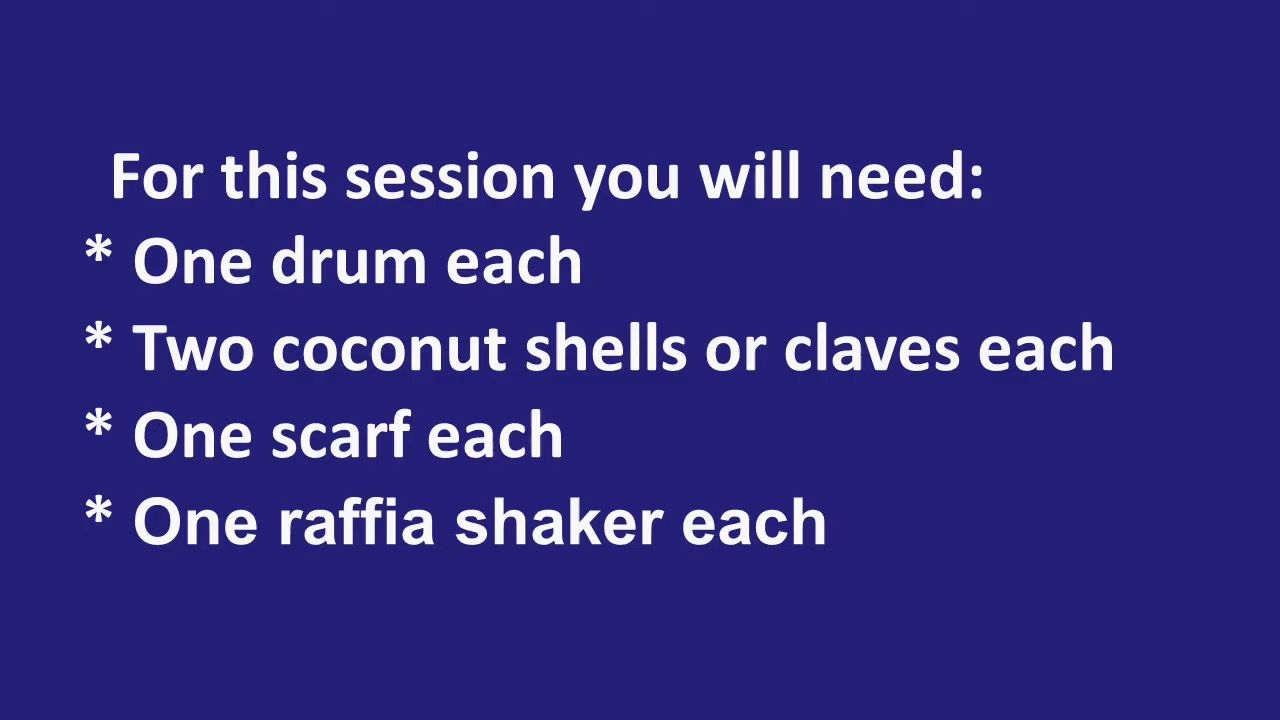 For this session you will need:
* One drum each
* Two coconut shells or claves each
* One scarf each
* One raffia shaker each